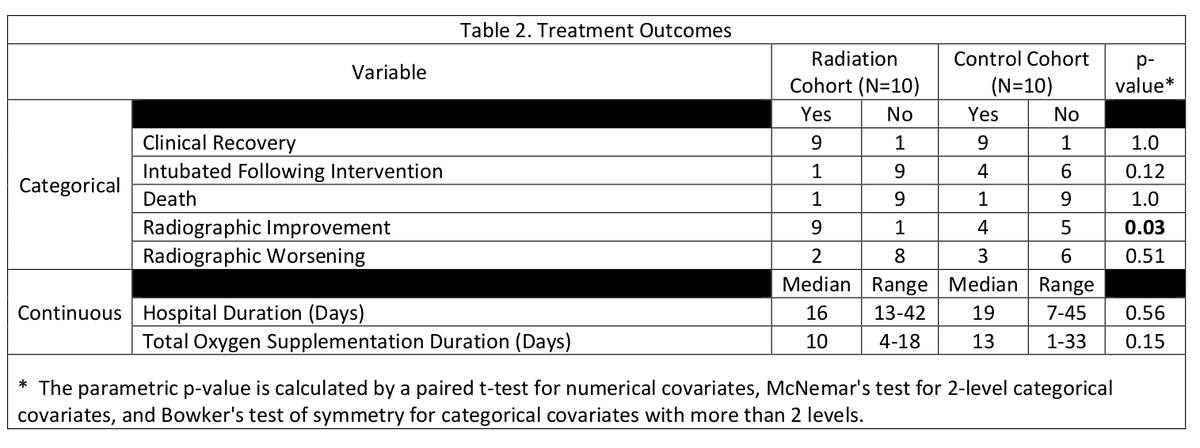 Table 2. Treatment Outcomes
Variable Radiation Cohort (N=10) Control Cohort (N=10) p-value*
Categorical
Yes No Yes No
Clinical Recovery 9 1 9 1 1.0
Intubated Following Intervention 1 9 4 6 0.12
Death 1 9 1 9 1.0
Radiographic Improvement 9 1 4 5 0.03
Radiographic Worsening 2 8 3 6 0.51
Continuous
Median Range Median Range
Hospital Duration (Days) 16 13-42 19 7-45 0.56
Total Oxygen Supplementation Duration (Days) 10 4-18 13 1-33 0.15
* The parametric p-value is calculated by a paired t-test for numerical covariates, McNemar's test for 2-level categorical
covariates, and Bowker's test of symmetry for categorical covariates with more than 2 levels.